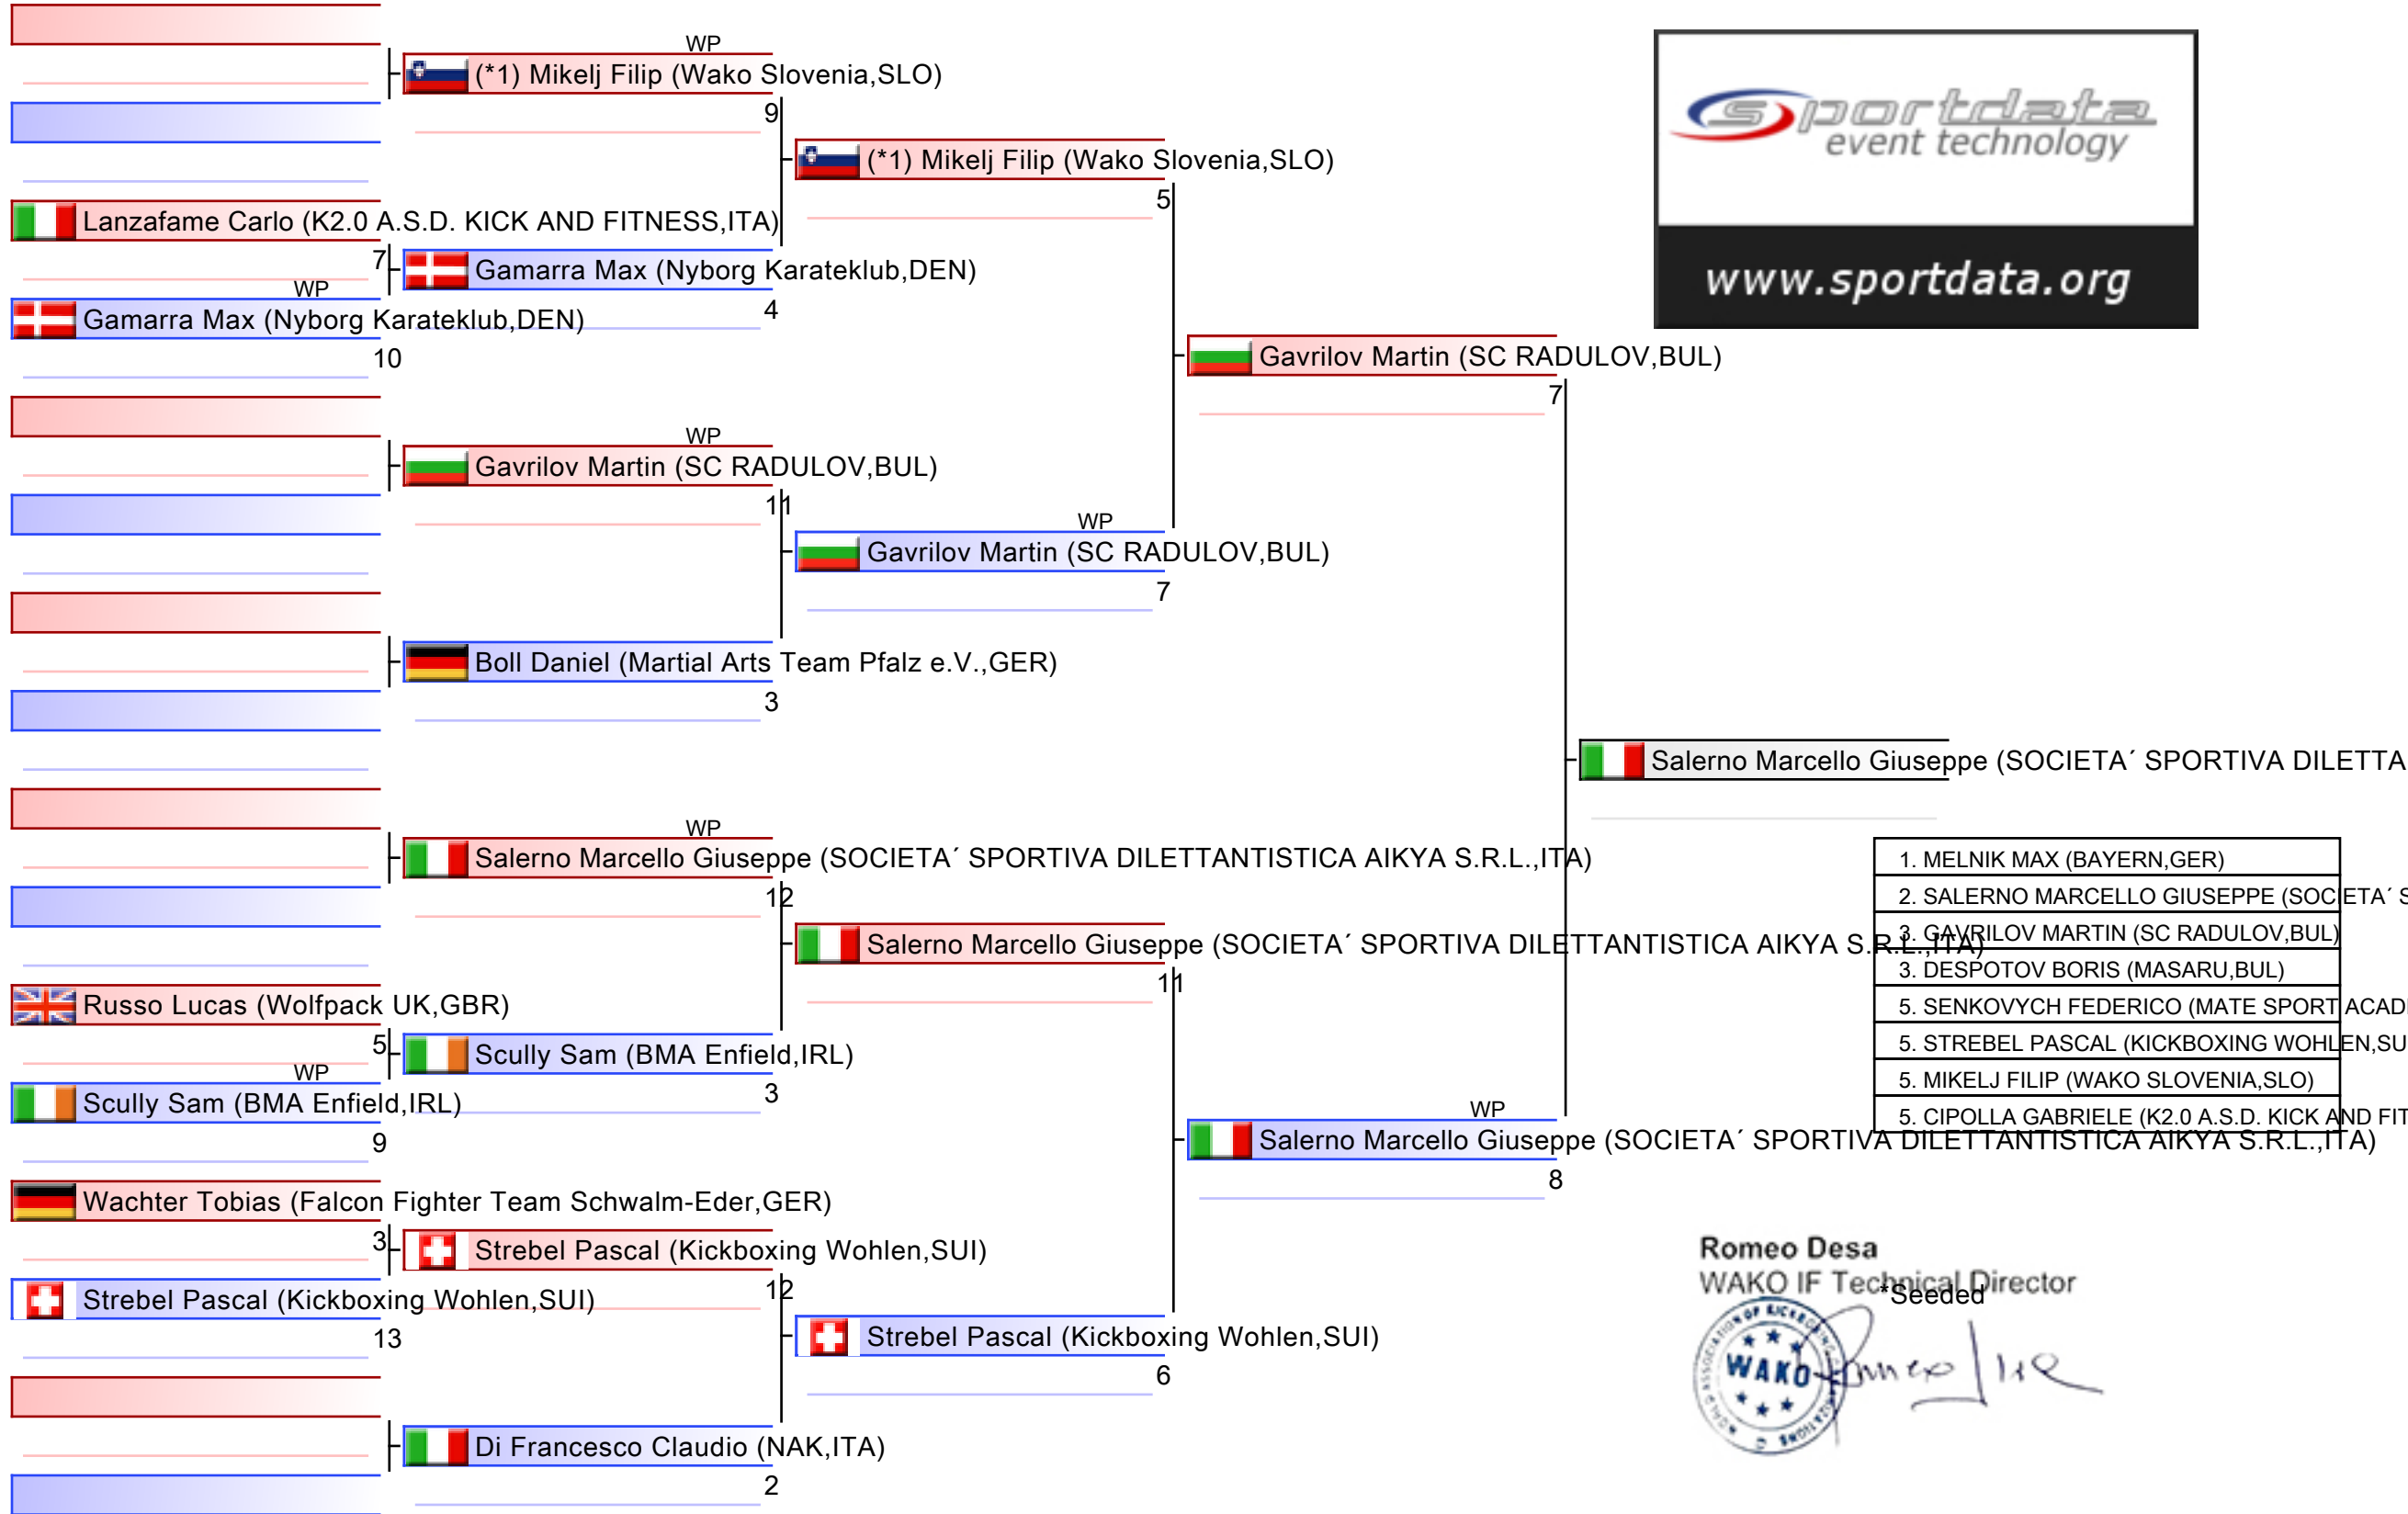 WP
(*1) Mikelj Filip (Wako Slovenia,SLO)
9
(*1) Mikelj Filip (Wako Slovenia,SLO)
5
Lanzafame Carlo (K2.0 A.S.D. KICK AND FITNESS,ITA)
7
Gamarra Max (Nyborg Karateklub,DEN)
4
WP
Gamarra Max (Nyborg Karateklub,DEN)
10
Gavrilov Martin (SC RADULOV,BUL)
7
WP
Gavrilov Martin (SC RADULOV,BUL)
11
WP
Gavrilov Martin (SC RADULOV,BUL)
7
Boll Daniel (Martial Arts Team Pfalz e.V.,GER)
3
Salerno Marcello Giuseppe (SOCIETA´ SPORTIVA DILETTA
WP
Salerno Marcello Giuseppe (SOCIETA´ SPORTIVA DILETTANTISTICA AIKYA S.R.L.,ITA)
12
Salerno Marcello Giuseppe (SOCIETA´ SPORTIVA DILETTANTISTICA AIKYA S.R.L.,ITA)
11
Russo Lucas (Wolfpack UK,GBR)
5
Scully Sam (BMA Enfield,IRL)
3
WP
Scully Sam (BMA Enfield,IRL)
9
WP
Salerno Marcello Giuseppe (SOCIETA´ SPORTIVA DILETTANTISTICA AIKYA S.R.L.,ITA)
8
Wachter Tobias (Falcon Fighter Team Schwalm-Eder,GER)
3
Strebel Pascal (Kickboxing Wohlen,SUI)
12
Strebel Pascal (Kickboxing Wohlen,SUI)
13
Strebel Pascal (Kickboxing Wohlen,SUI)
6
Di Francesco Claudio (NAK,ITA)
2
sportdata
event technology
www.sportdata.org
1. MELNIK MAX (BAYERN,GER)
2. SALERNO MARCELLO GIUSEPPE (SOCIETA´ S
3. GAVRILOV MARTIN (SC RADULOV,BUL)
3. DESPOTOV BORIS (MASARU,BUL)
5. SENKOVYCH FEDERICO (MATE SPORT ACAD
5. STREBEL PASCAL (KICKBOXING WOHLEN,SU
5. MIKELJ FILIP (WAKO SLOVENIA,SLO)
5. CIPOLLA GABRIELE (K2.0 A.S.D. KICK AND FIT
Romeo Desa
WAKO IF Technical Director
*Seeded
WAKO